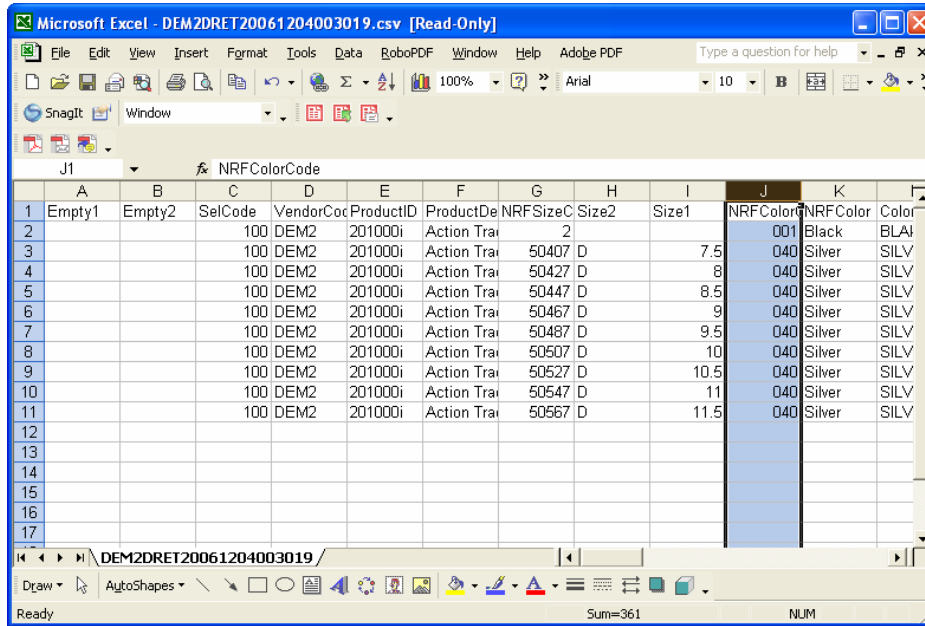 Microsoft Excel - DEM2DRET20061204003019.csv [Read-Only]
File Edit View Insert Format Tools Data RoboPDF Window Help Adobe PDF Type a question for help
100% Arial 10 B
SnagIt Window
J1 fx NRFColorCode
A B C D E F G H I J K
1 Empty1 Empty2 SelCode VendorCod ProductID ProductDe NRFSizeC Size2 Size1 NRFColorC NRFColor Color
2 100 DEM2 201000i Action Tra 2 001 Black BLA
3 100 DEM2 201000i Action Tra 50407 D 7.5 040 Silver SILV
4 100 DEM2 201000i Action Tra 50427 D 8 040 Silver SILV
5 100 DEM2 201000i Action Tra 50447 D 8.5 040 Silver SILV
6 100 DEM2 201000i Action Tra 50467 D 9 040 Silver SILV
7 100 DEM2 201000i Action Tra 50487 D 9.5 040 Silver SILV
8 100 DEM2 201000i Action Tra 50507 D 10 040 Silver SILV
9 100 DEM2 201000i Action Tra 50527 D 10.5 040 Silver SILV
10 100 DEM2 201000i Action Tra 50547 D 11 040 Silver SILV
11 100 DEM2 201000i Action Tra 50567 D 11.5 040 Silver SILV
12
13
14
15
16
17
DEM2DRET20061204003019
Draw AutoShapes
Ready Sum=361 NUM